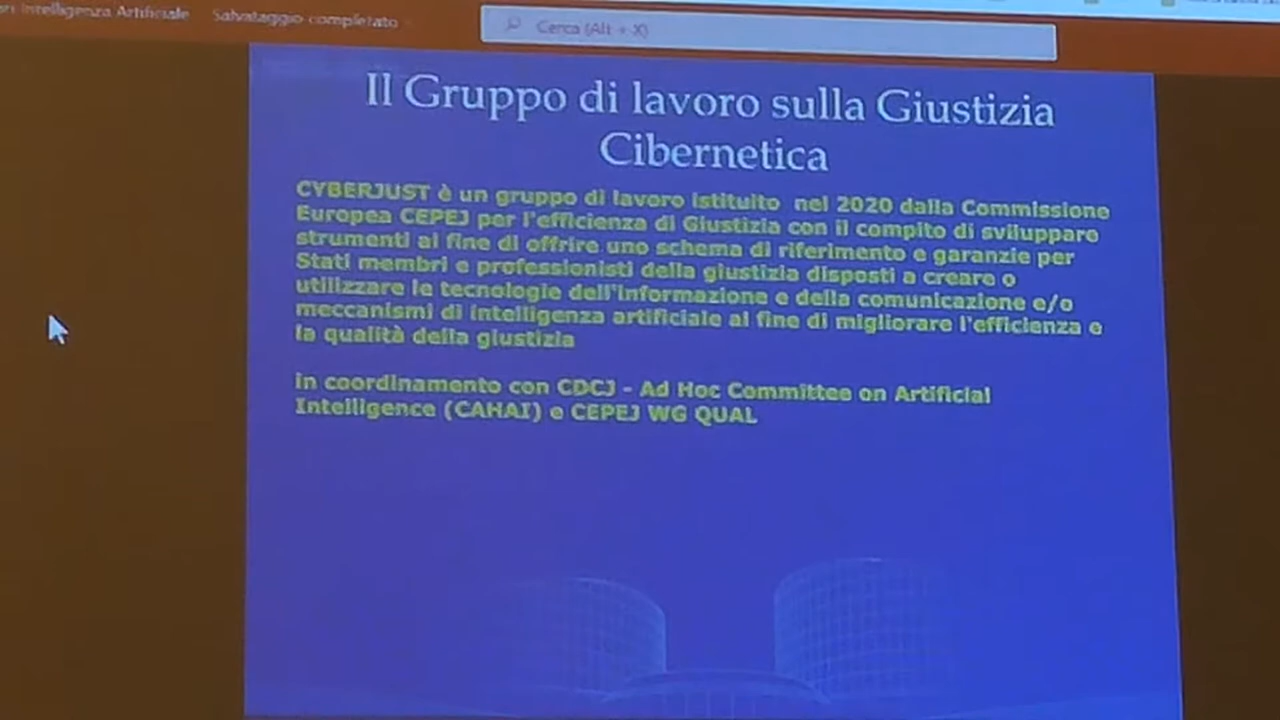 Intelligenza Artificiale Salvataggio completato
Cerca (Alt + X)
Il Gruppo di lavoro sulla Giustizia
Cibernetica
CYBERJUST è un gruppo di lavoro istituito nel 2020 dalla Commissione
Europea CEPEJ per l'efficienza di Giustizia con il compito di sviluppare
strumenti al fine di offrire uno schema di riferimento e garanzie per
Stati membri e professionisti della giustizia disposti a creare o
utilizzare le tecnologie dell'informazione e della comunicazione e/o
meccanismi di intelligenza artificiale al fine di migliorare l'efficienza e
la qualità della giustizia
in coordinamento con CDCJ - Ad Hoc Committee on Artificial
Intelligence (CAHAI) e CEPEJ WG QUAL